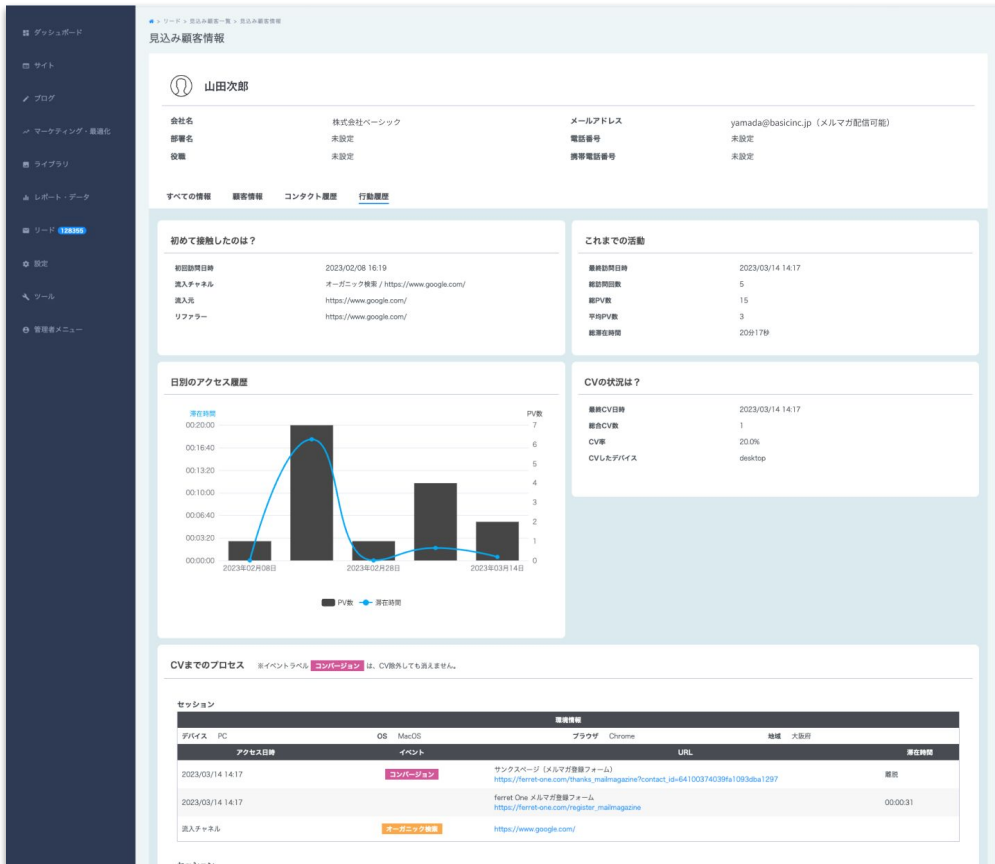 ダッシュボード
サイト
ブログ
マーケティング・最適化
ライブラリ
レポート・データ
リード 128355
設定
ツール
管理者メニュー
> リード > 見込み顧客一覧 > 見込み顧客情報
見込み顧客情報
山田次郎
会社名 株式会社ベーシック メールアドレス yamada@basicinc.jp（メルマガ配信可能）
部署名 未設定 電話番号 未設定
役職 未設定 携帯電話番号 未設定
すべての情報 顧客情報 コンタクト履歴 行動履歴
初めて接触したのは？
初回訪問日時 2023/02/08 16:19
流入チャネル オーガニック検索 / https://www.google.com/
流入元 https://www.google.com/
リファラー https://www.google.com/
これまでの活動
最終訪問日時 2023/03/14 14:17
総訪問回数 5
総PV数 15
平均PV数 3
総滞在時間 20分17秒
日別のアクセス履歴
滞在時間 PV数
00:20:00 7
00:16:40 6
00:13:20 5
00:10:00 4
3
00:06:40 2
00:03:20 1
00:00:00 0
2023年02月08日 2023年02月28日 2023年03月14日
PV数 滞在時間
CVの状況は？
最終CV日時 2023/03/14 14:17
総合CV数 1
CV率 20.0%
CVしたデバイス desktop
CVまでのプロセス ※イベントラベル コンバージョン は、CV除外しても消えません。
セッション
環境情報
デバイス PC OS MacOS ブラウザ Chrome 地域 大阪府
アクセス日時 イベント URL 滞在時間
2023/03/14 14:17 コンバージョン サンクスページ（メルマガ登録フォーム） 離脱
https://ferret-one.com/thanks_mailmagazine?contact_id=64100374039fa1093dba1297
2023/03/14 14:17 ferret One メルマガ登録フォーム 00:00:31
https://ferret-one.com/register_mailmagazine
流入チャネル オーガニック検索 https://www.google.com/